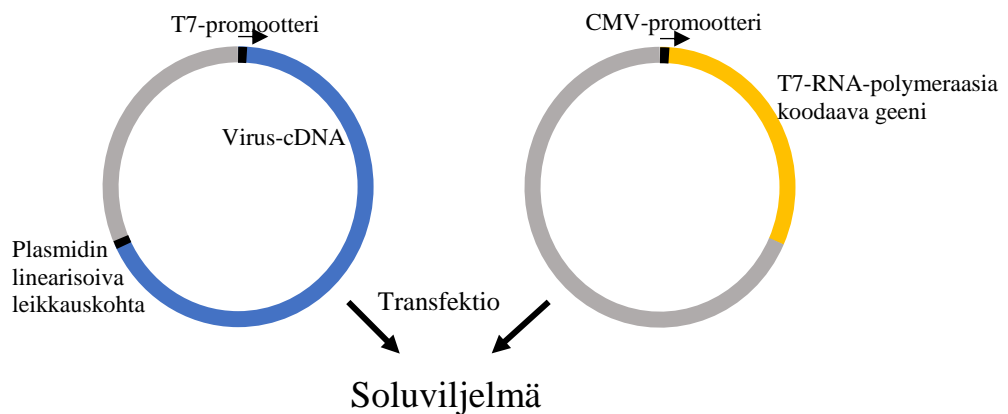 T7-promootteri
Virus-cDNA
Plasmidin
linearisoiva
leikkauskohta
CMV-promootteri
T7-RNA-polymeraasia
koodaava geeni
Transfektio
Soluviljelmä